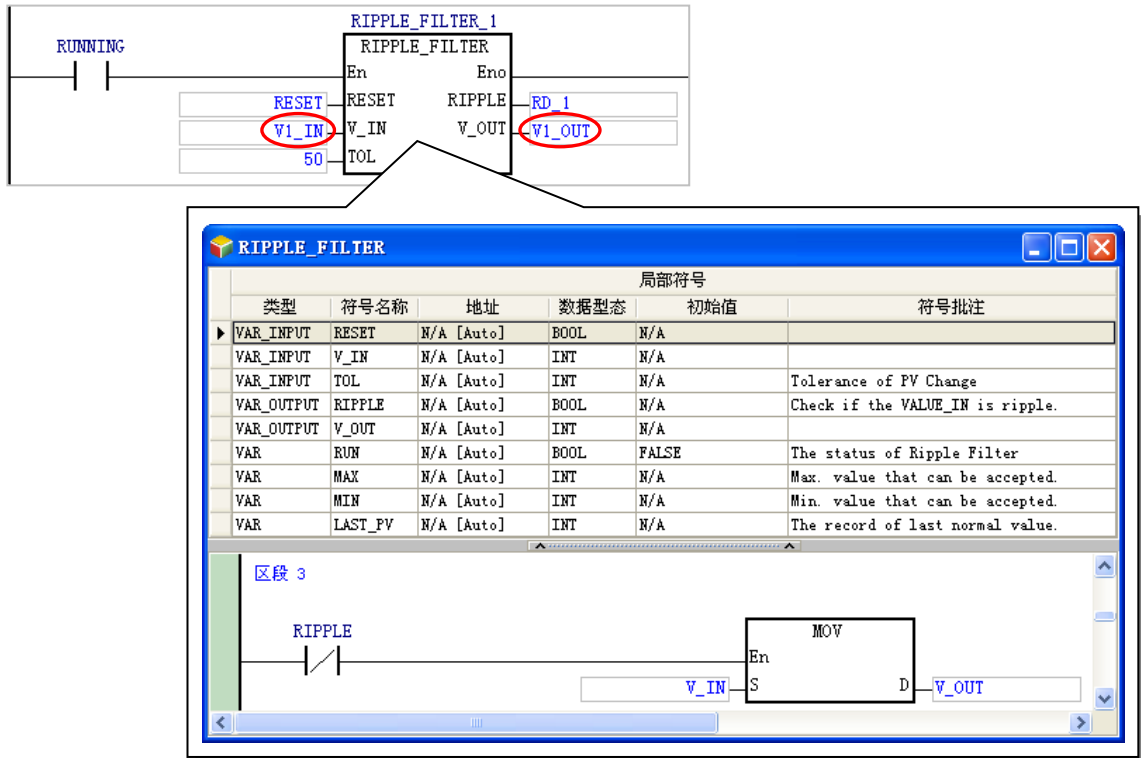 RIPPLE_FILTER_1
RUNNING
RIPPLE_FILTER
En Eno
RESET RESET RIPPLE RD_1
V1_IN V_IN V_OUT V1_OUT
50 TOL
RIPPLE_FILTER
局部符号
类型 符号名称 地址 数据型态 初始值 符号批注
VAR_INPUT RESET N/A [Auto] BOOL N/A
VAR_INPUT V_IN N/A [Auto] INT N/A
VAR_INPUT TOL N/A [Auto] INT N/A Tolerance of PV Change
VAR_OUTPUT RIPPLE N/A [Auto] BOOL N/A Check if the VALUE_IN is ripple.
VAR_OUTPUT V_OUT N/A [Auto] INT N/A
VAR RUN N/A [Auto] BOOL FALSE The status of Ripple Filter
VAR MAX N/A [Auto] INT N/A Max. value that can be accepted.
VAR MIN N/A [Auto] INT N/A Min. value that can be accepted.
VAR LAST_PV N/A [Auto] INT N/A The record of last normal value.
区段 3
RIPPLE MOV
En
V_IN S D V_OUT